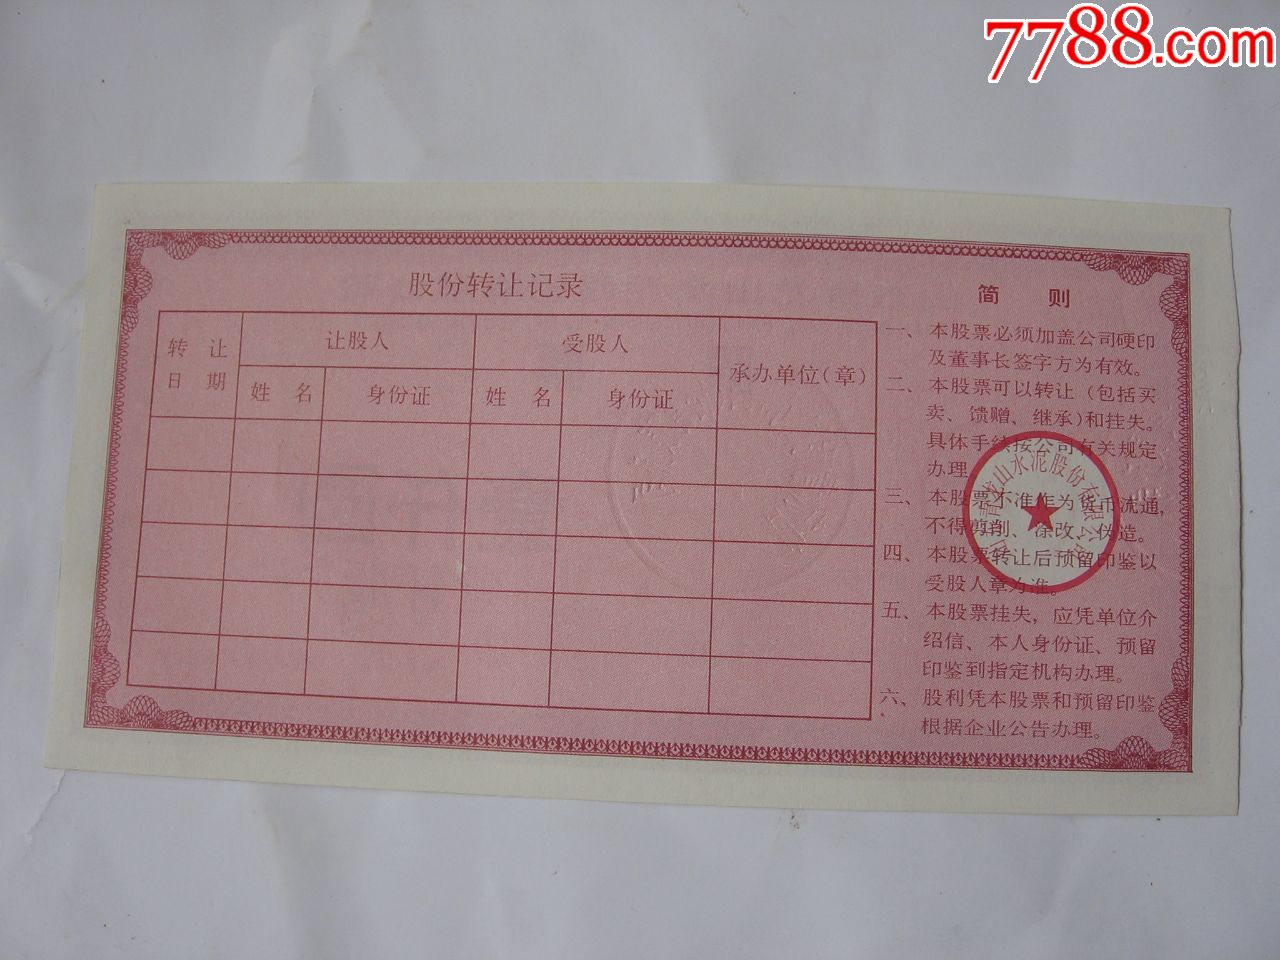 7788.com
股份转让记录
转让日期
让股人
受股人
承办单位(章)
姓名
身份证
姓名
身份证
简则
一、本股票必须加盖公司硬印
及董事长签字方为有效。
二、本股票可以转让(包括买
卖、馈赠、继承)和挂失。
具体手续按公司有关规定
办理
三、本股票不准作为货币流通,
不得剪削、涂改、伪造。
四、本股票转让后预留印鉴以
受股人章为准。
五、本股票挂失,应凭单位介
绍信、本人身份证、预留
印鉴到指定机构办理。
六、股利凭本股票和预留印鉴
根据企业公告办理。
山水泥股份有限公司